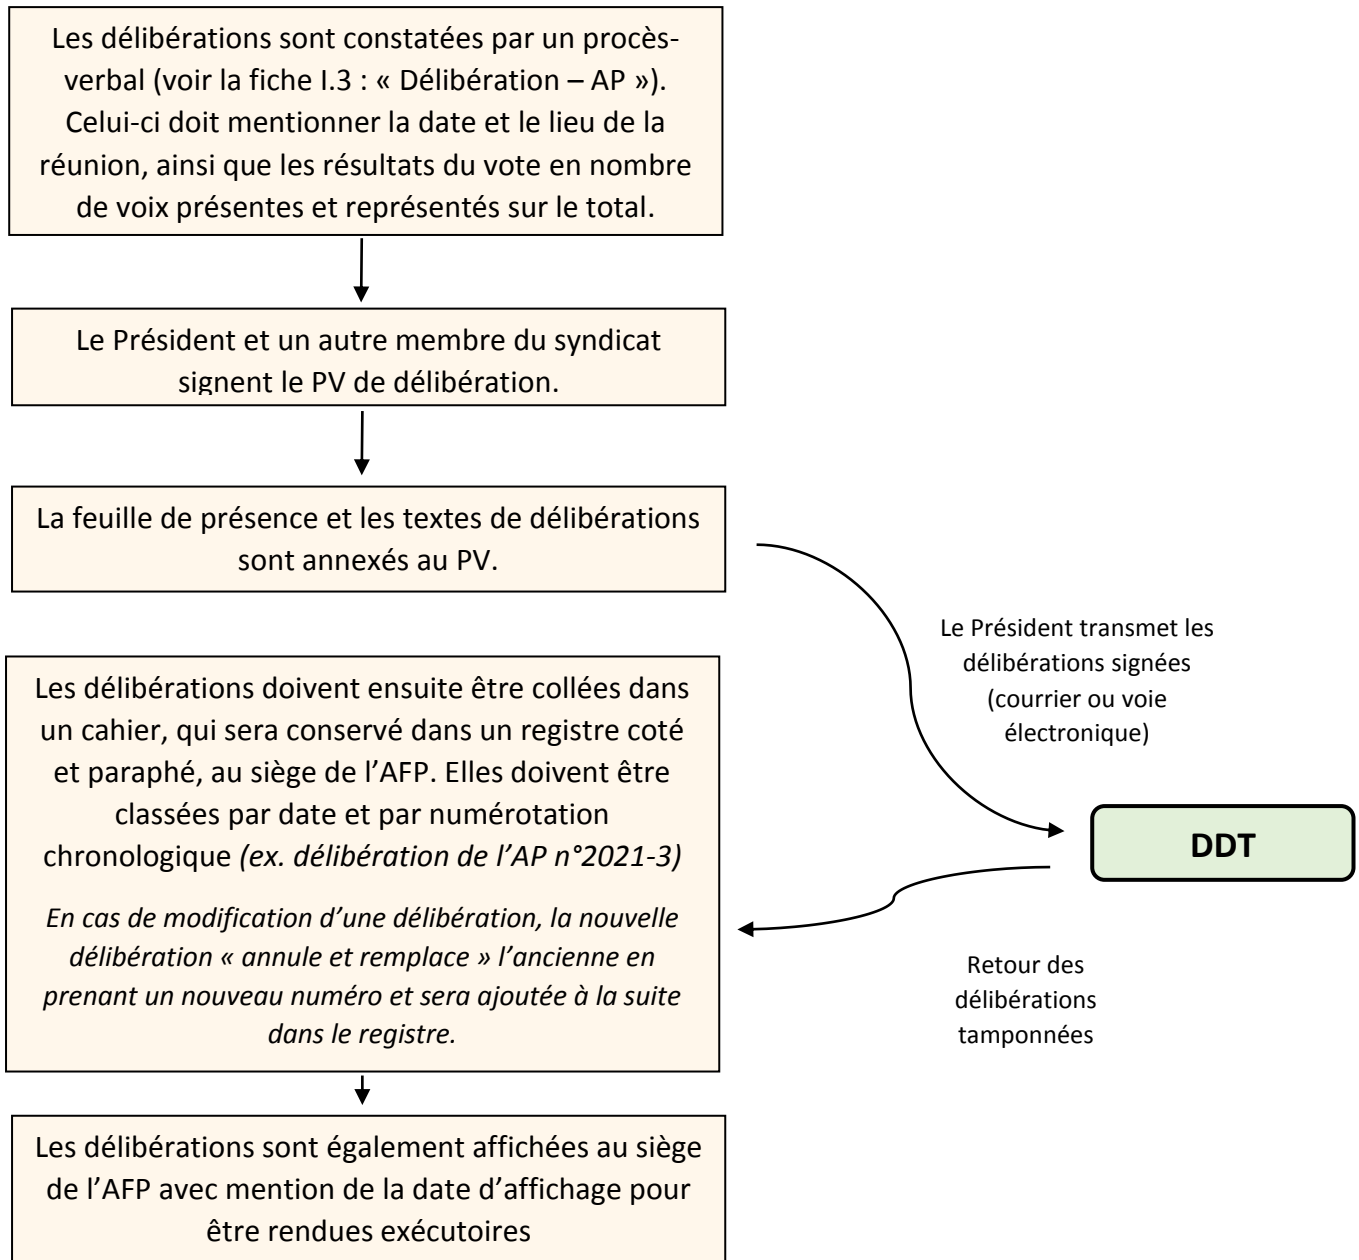 Les délibérations sont constatées par un procès-
verbal (voir la fiche I.3 : « Délibération – AP »).
Celui-ci doit mentionner la date et le lieu de la
réunion, ainsi que les résultats du vote en nombre
de voix présentes et représentés sur le total.
Le Président et un autre membre du syndicat
signent le PV de délibération.
La feuille de présence et les textes de délibérations
sont annexés au PV.
Le Président transmet les
délibérations signées
(courrier ou voie
électronique)
DDT
Retour des
délibérations
tamponnées
Les délibérations doivent ensuite être collées dans
un cahier, qui sera conservé dans un registre coté
et paraphé, au siège de l’AFP. Elles doivent être
classées par date et par numérotation
chronologique (ex. délibération de l’AP n°2021-3)
En cas de modification d’une délibération, la nouvelle
délibération « annule et remplace » l’ancienne en
prenant un nouveau numéro et sera ajoutée à la suite
dans le registre.
Les délibérations sont également affichées au siège
de l’AFP avec mention de la date d’affichage pour
être rendues exécutoires